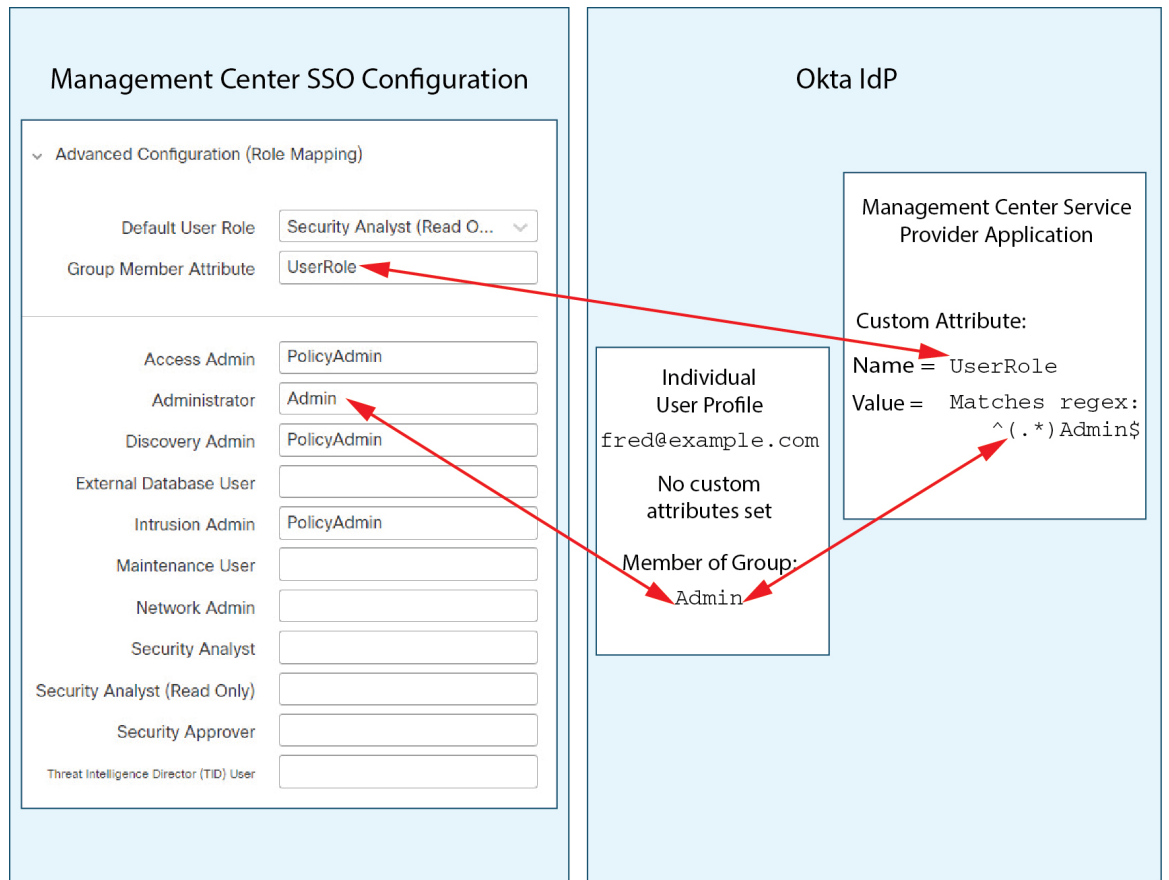 Management Center SSO Configuration
Advanced Configuration (Role Mapping)
Default User Role Security Analyst (Read O...
Group Member Attribute UserRole
Access Admin PolicyAdmin
Administrator Admin
Discovery Admin PolicyAdmin
External Database User
Intrusion Admin PolicyAdmin
Maintenance User
Network Admin
Security Analyst
Security Analyst (Read Only)
Security Approver
Threat Intelligence Director (TID) User
Okta IdP
Individual
User Profile
fred@example.com
No custom
attributes set
Member of Group:
Admin
Management Center Service
Provider Application
Custom Attribute:
Name = UserRole
Value = Matches regex:
^(.*)Admin$